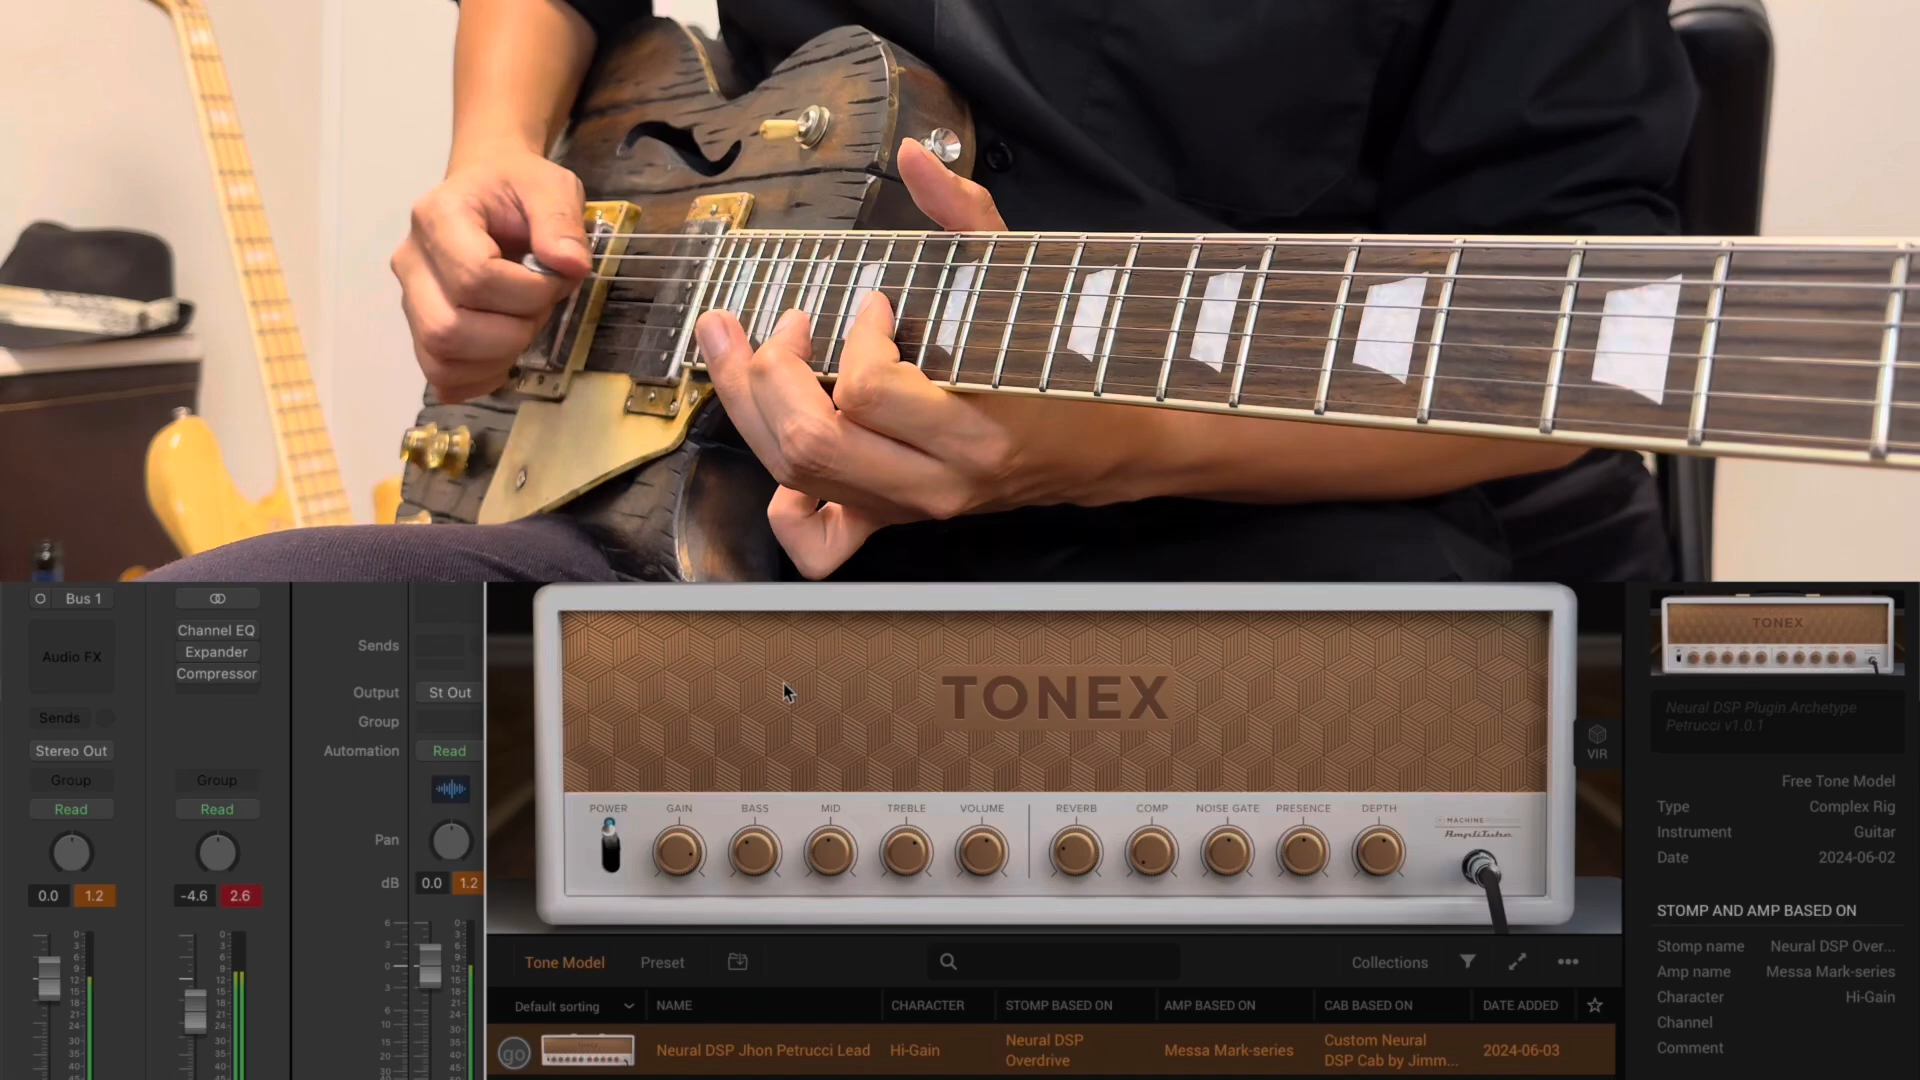 Bus 1
Audio FX
Sends
Stereo Out
Group
Read
0.0 1.2
Channel EQ
Expander
Compressor
Group
Read
-4.6 2.6
Sends
Output St Out
Group
Automation Read
Pan
dB 0.0 1.2
TONEX
POWER GAIN BASS MID TREBLE VOLUME REVERB COMP NOISE GATE PRESENCE DEPTH
MACHINE
AmpliTube
VIR
Tone Model Preset Collections
Default sorting NAME CHARACTER STOMP BASED ON AMP BASED ON CAB BASED ON DATE ADDED
go Neural DSP Jhon Petrucci Lead Hi-Gain Neural DSP Messa Mark-series Custom Neural 2024-06-03
Overdrive DSP Cab by Jimm...
TONEX
Neural DSP Plugin Archetype
Petrucci v1.0.1
Free Tone Model
Type Complex Rig
Instrument Guitar
Date 2024-06-02
STOMP AND AMP BASED ON
Stomp name Neural DSP Over...
Amp name Messa Mark-series
Character Hi-Gain
Channel
Comment